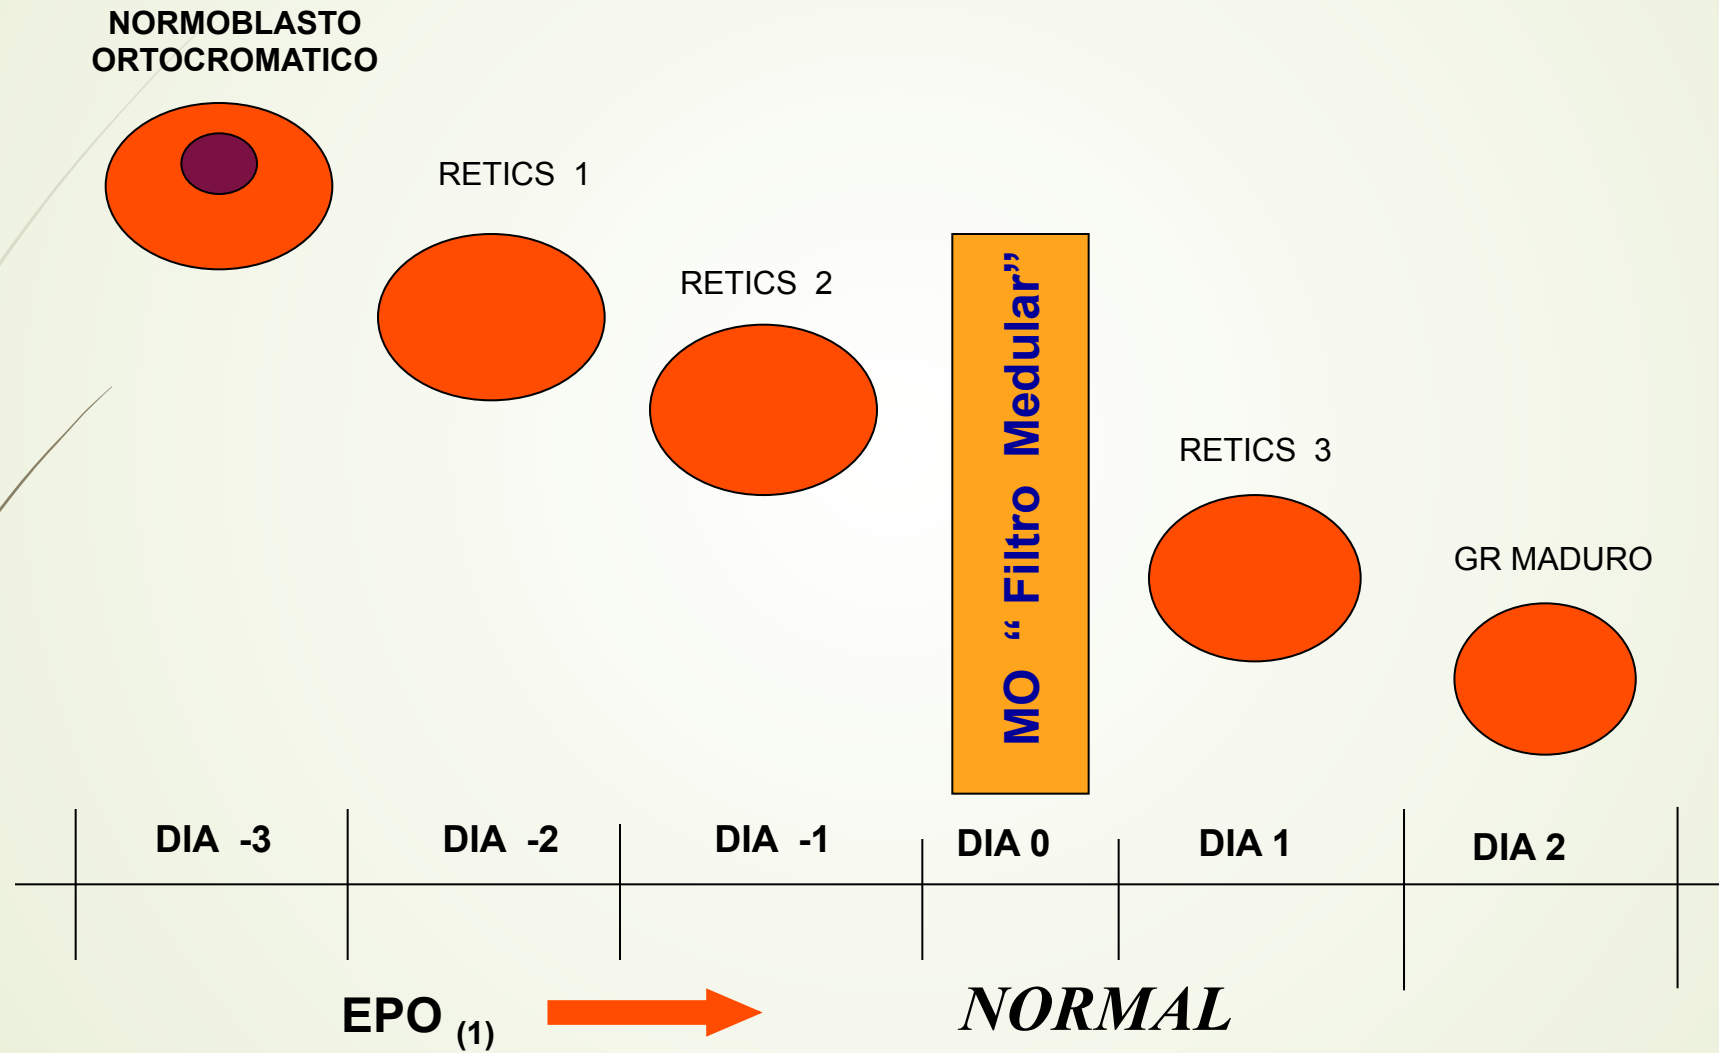 NORMOBLASTO
ORTOCROMATICO
RETICS 1
RETICS 2
MO “ Filtro Medular”
RETICS 3
GR MADURO
DIA -3
DIA -2
DIA -1
DIA 0
DIA 1
DIA 2
EPO (1)
NORMAL